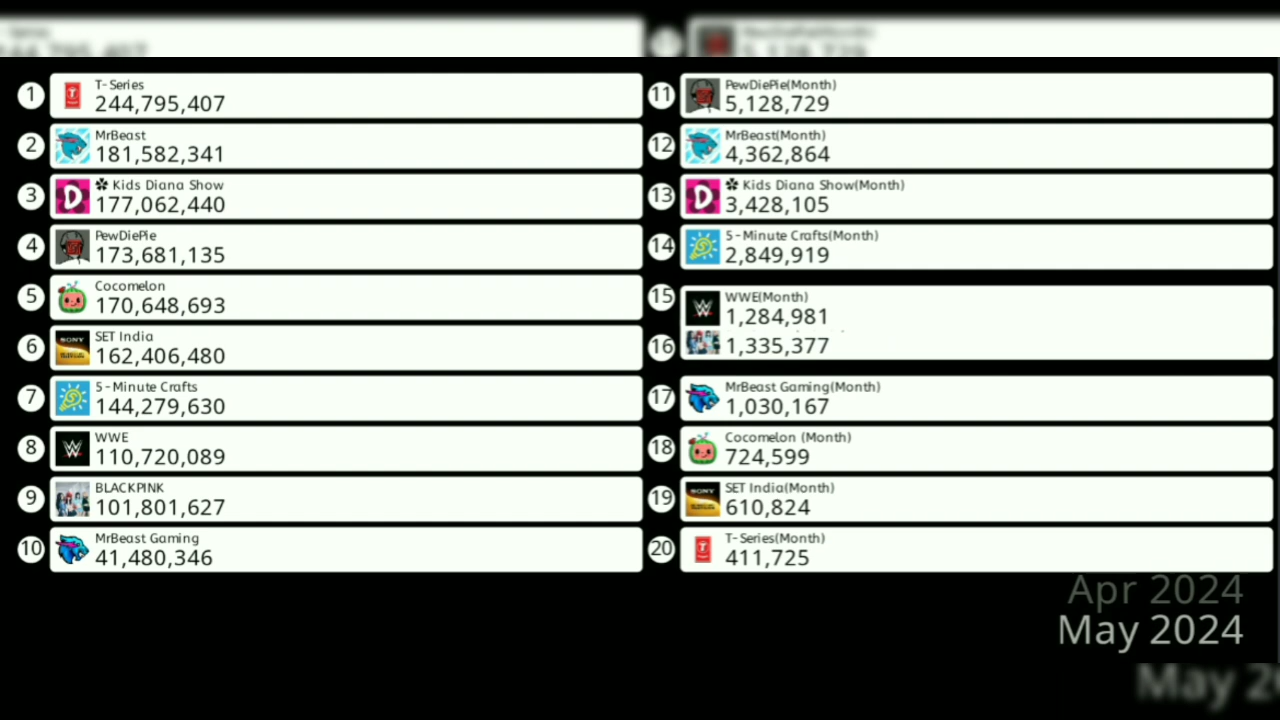 1
T-Series
244,795,407
2
MrBeast
181,582,341
3
✽ Kids Diana Show
177,062,440
4
PewDiePie
173,681,135
5
Cocomelon
170,648,693
6
SONY
SET India
162,406,480
7
5-Minute Crafts
144,279,630
8
WWE
110,720,089
9
BLACKPINK
101,801,627
10
MrBeast Gaming
41,480,346
11
PewDiePie(Month)
5,128,729
12
MrBeast(Month)
4,362,864
13
✽ Kids Diana Show(Month)
3,428,105
14
5-Minute Crafts(Month)
2,849,919
15
WWE(Month)
1,284,981
16
1,335,377
17
MrBeast Gaming(Month)
1,030,167
18
Cocomelon (Month)
724,599
19
SONY
SET India(Month)
610,824
20
T-Series(Month)
411,725
Apr 2024
May 2024